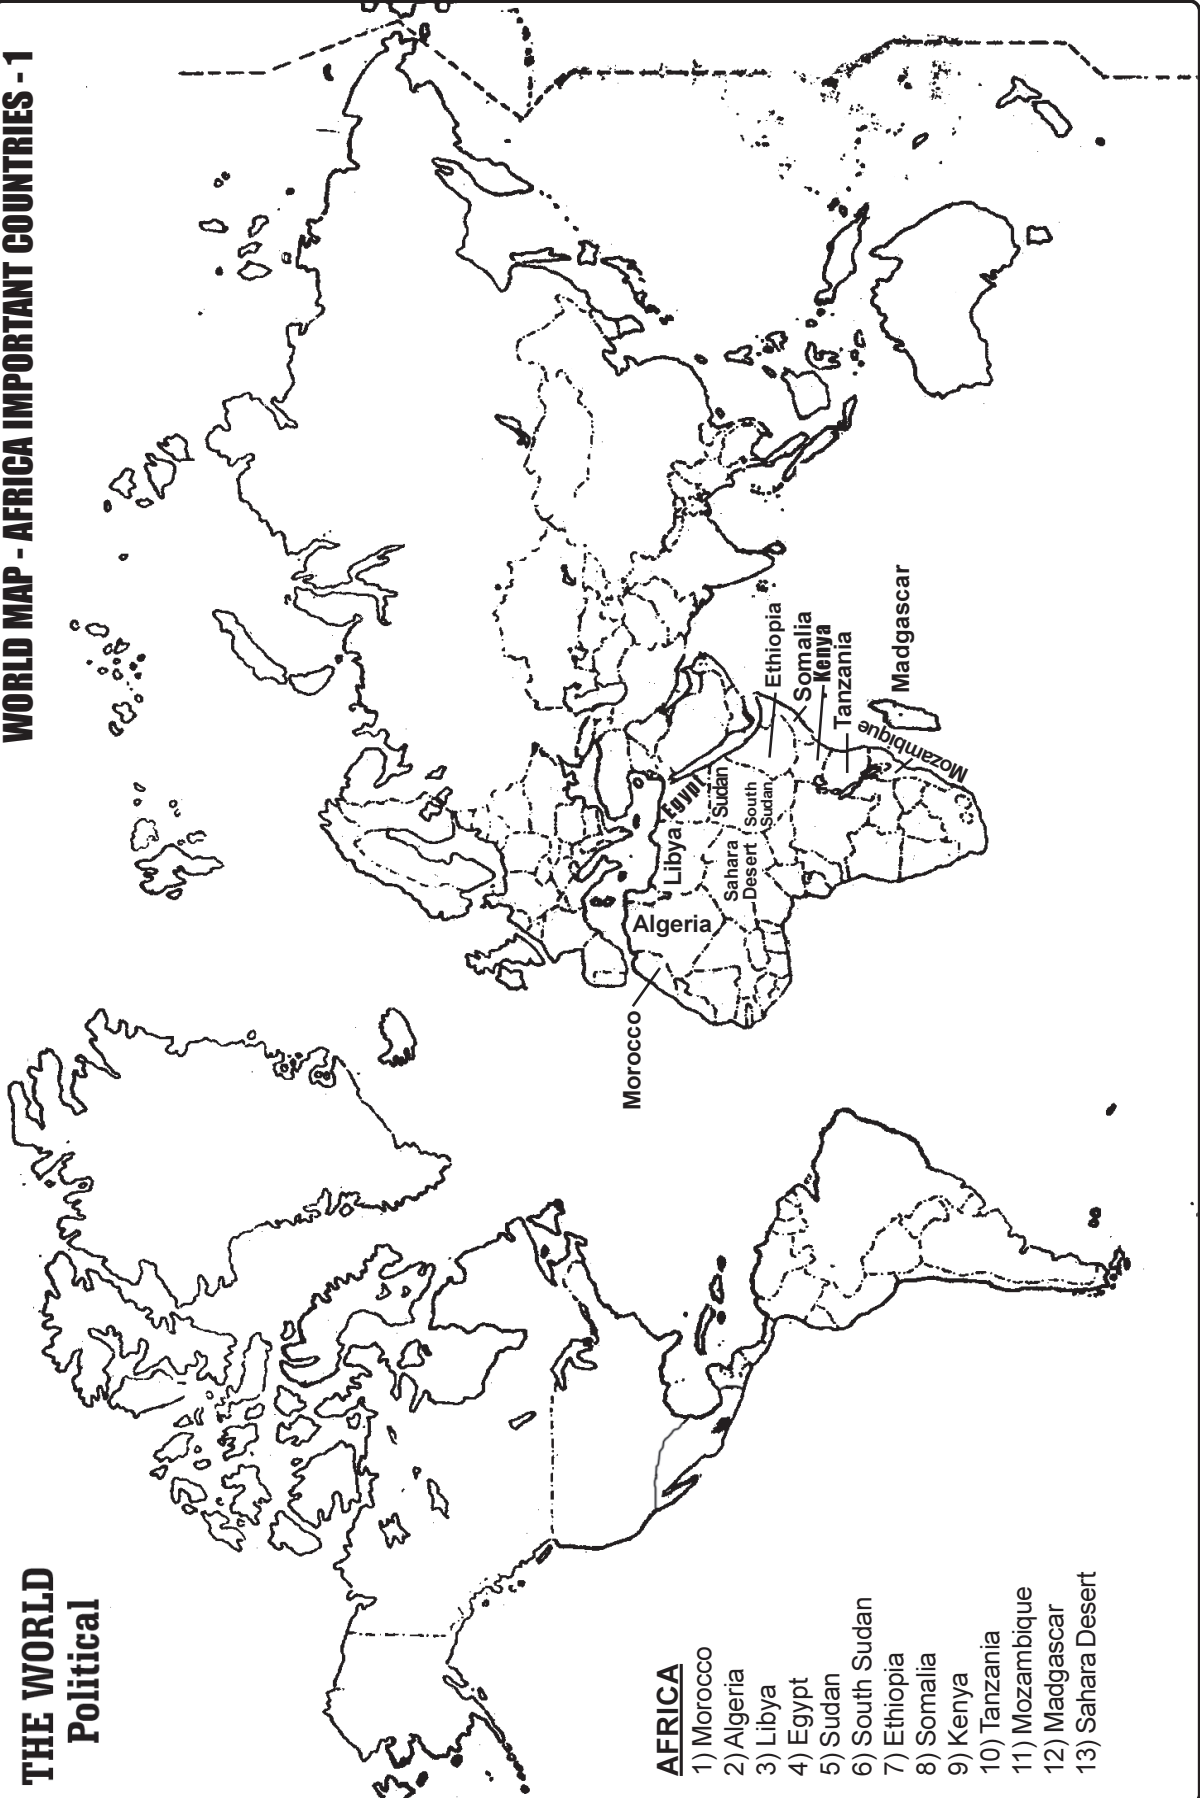 WORLD MAP - AFRICA IMPORTANT COUNTRIES - 1
THE WORLD
Political
Morocco
Algeria
Libya
Egypt
Sahara
Desert
Sudan
South
Sudan
Ethiopia
Somalia
Kenya
Tanzania
Mozambique
Madgascar
AFRICA
1) Morocco
2) Algeria
3) Libya
4) Egypt
5) Sudan
6) South Sudan
7) Ethiopia
8) Somalia
9) Kenya
10) Tanzania
11) Mozambique
12) Madgascar
13) Sahara Desert